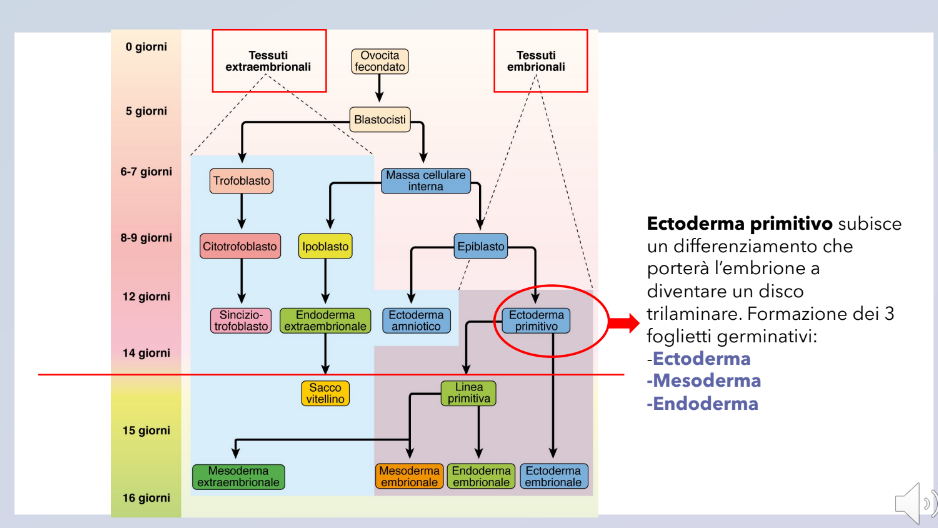 0 giorni
Tessuti
extraembrionali
Ovocita
fecondato
Tessuti
embrionali
5 giorni
Blastocisti
6-7 giorni
Trofoblasto
Massa cellulare
interna
8-9 giorni
Citotrofoblasto
Ipoblasto
Epiblasto
12 giorni
Sincizio-
trofoblasto
Endoderma
extraembrionale
Ectoderma
amniotico
Ectoderma
primitivo
14 giorni
Sacco
vitellino
Linea
primitiva
15 giorni
Mesoderma
extraembrionale
Mesoderma
embrionale
Endoderma
embrionale
Ectoderma
embrionale
16 giorni
Ectoderma primitivo subisce
un differenziamento che
porterà l’embrione a
diventare un disco
trilaminare. Formazione dei 3
foglietti germinativi:
-Ectoderma
-Mesoderma
-Endoderma